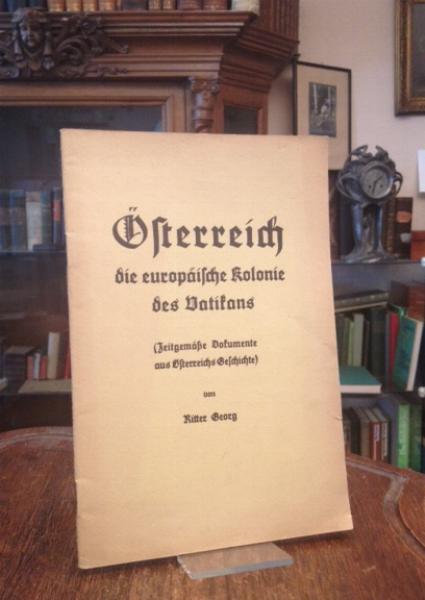 Österreich
die europäische Kolonie
des Vatikans
(Zeitgemäße Dokumente
aus Österreichs Geschichte)
von
Ritter Georg